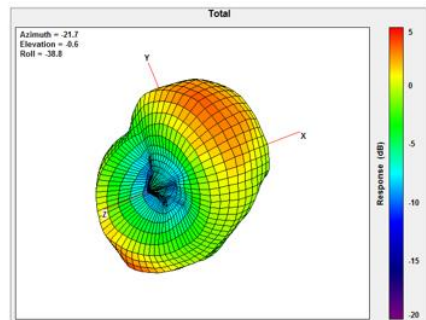 Total
Azimuth = -21.7
Elevation = -0.6
Roll = -38.8
Y
X
-Z
Response (dB)
5
0
-5
-10
-15
-20